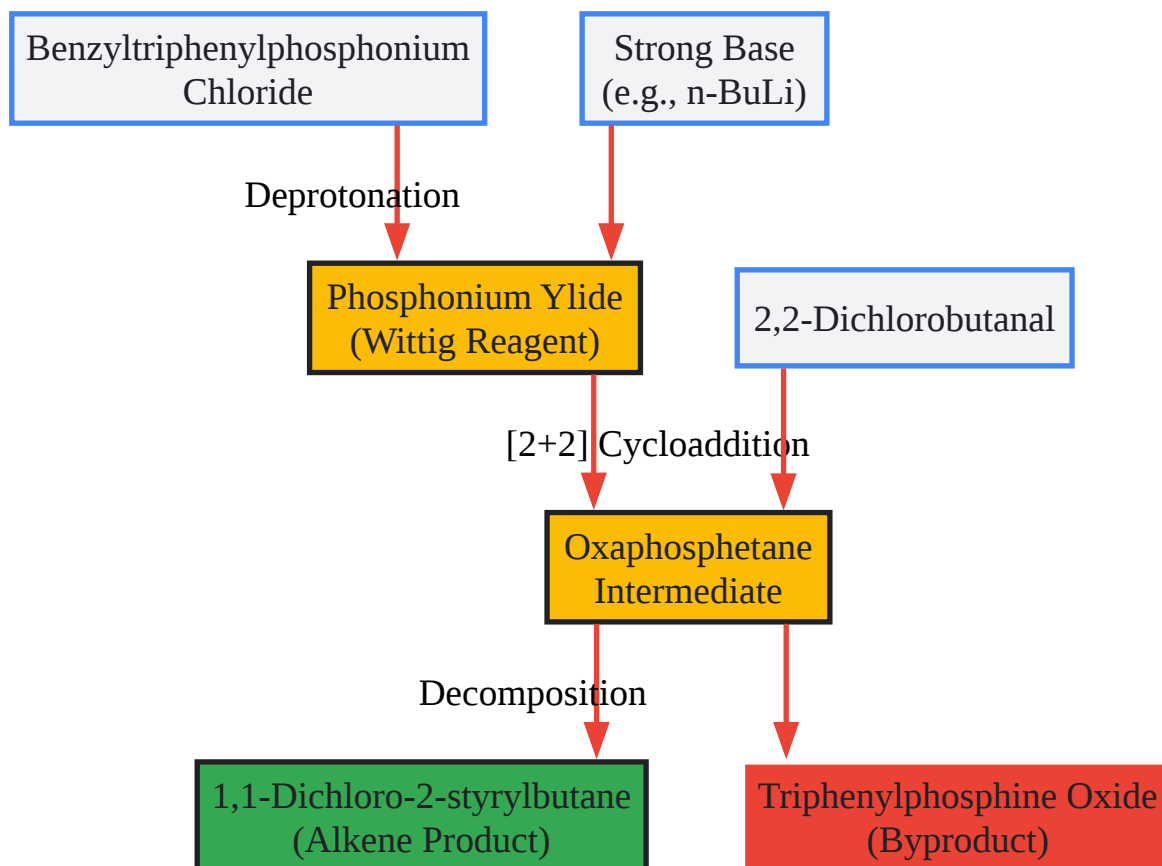 Benzyltriphenylphosphonium
Chloride
Strong Base
(e.g., n-BuLi)
Deprotonation
Phosphonium Ylide
(Wittig Reagent)
2,2-Dichlorobutanal
[2+2] Cycloaddition
Oxaphosphetane
Intermediate
Decomposition
1,1-Dichloro-2-styrylbutane
(Alkene Product)
Triphenylphosphine Oxide
(Byproduct)